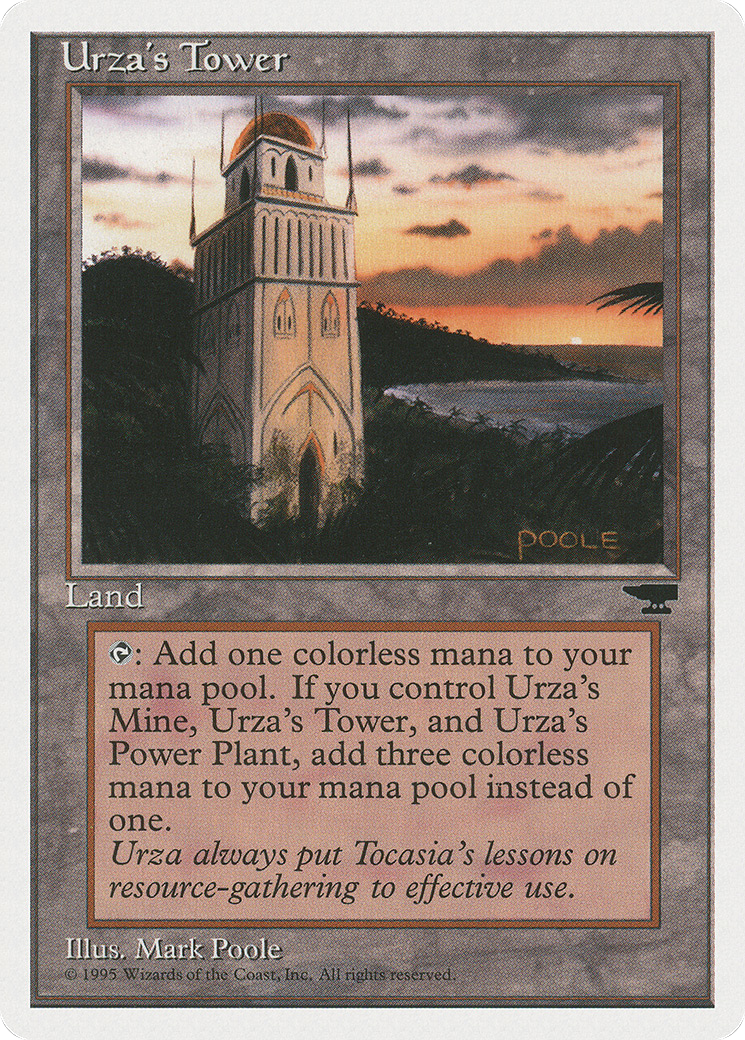 Urza's Tower
POOLE
Land
: Add one colorless mana to your
mana pool. If you control Urza's
Mine, Urza's Tower, and Urza's
Power Plant, add three colorless
mana to your mana pool instead of
one.
Urza always put Tocasia's lessons on
resource-gathering to effective use.
Illus. Mark Poole
© 1995 Wizards of the Coast, Inc. All rights reserved.